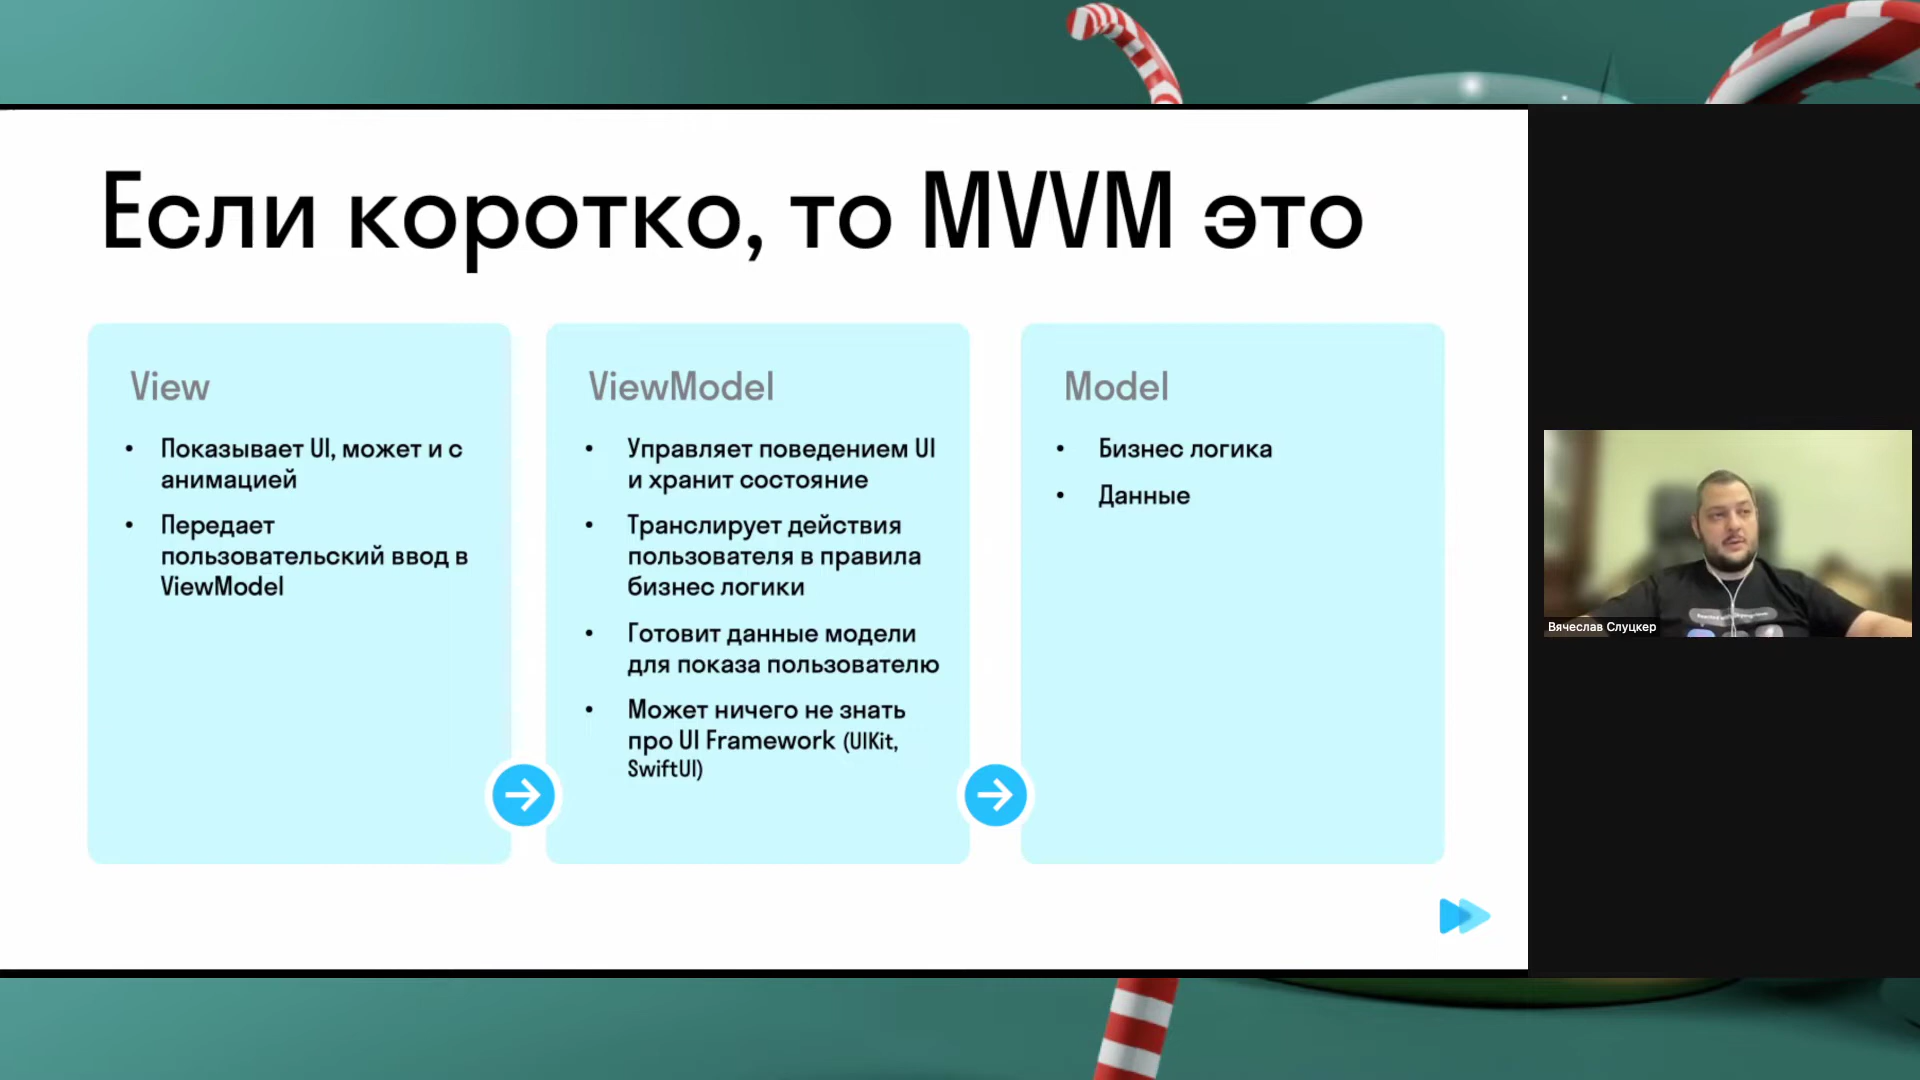 Если коротко, то MVVM это
View
• Показывает UI, может и с
анимацией
• Передает
пользовательский ввод в
ViewModel
ViewModel
• Управляет поведением UI
и хранит состояние
• Транслирует действия
пользователя в правила
бизнес логики
• Готовит данные модели
для показа пользователю
• Может ничего не знать
про UI Framework (UIKit,
SwiftUI)
Model
• Бизнес логика
• Данные
Вячеслав Слуцкер